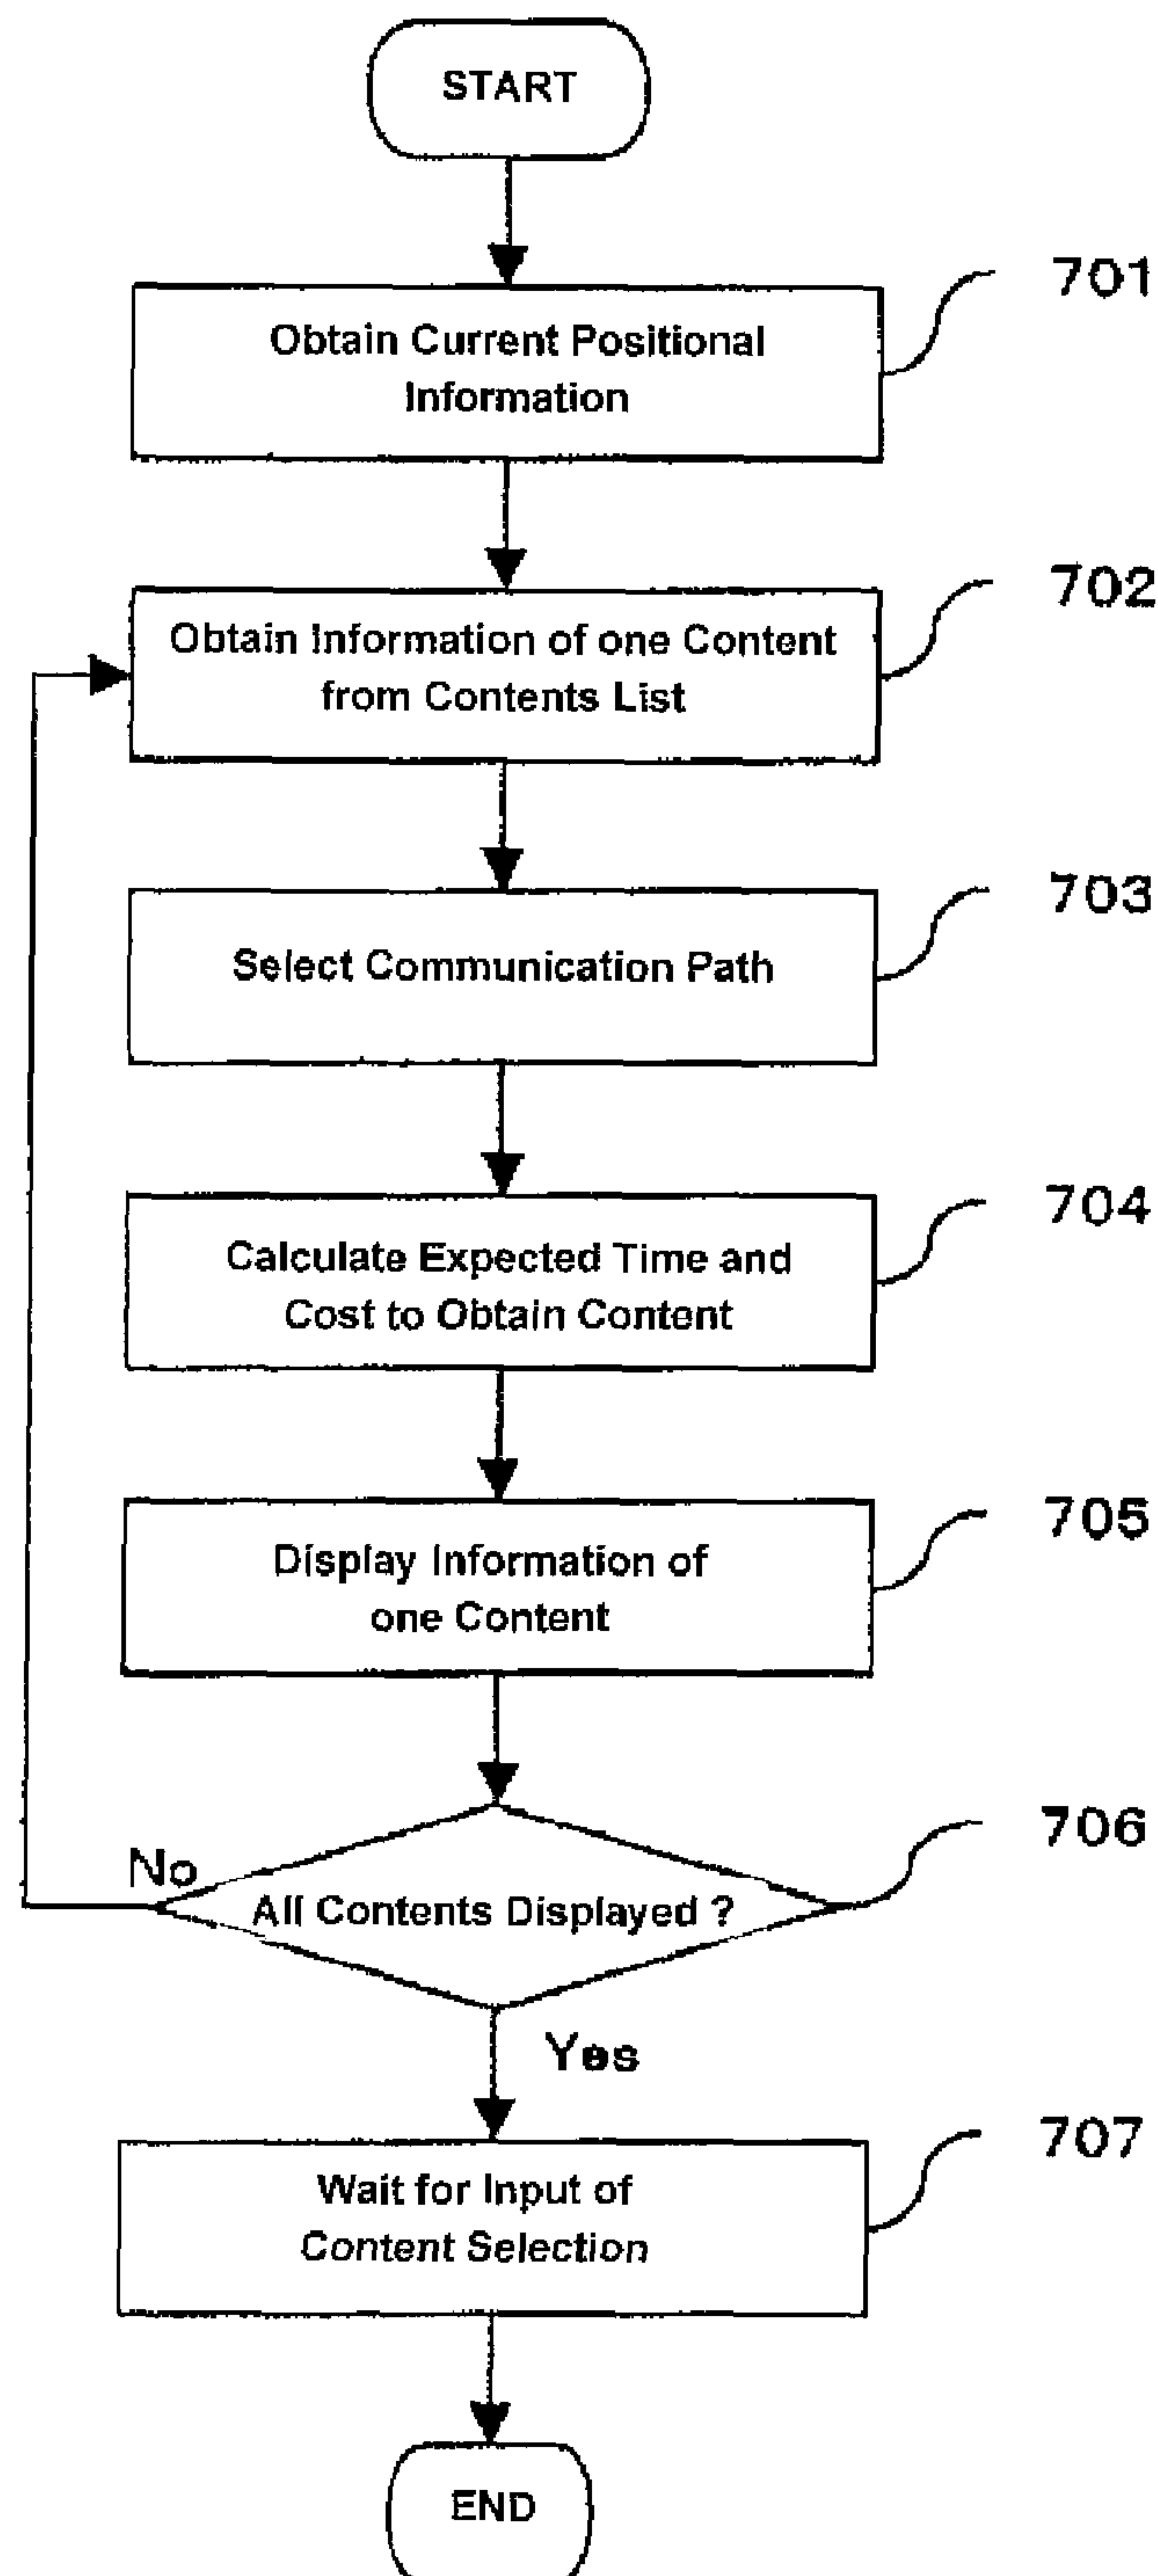 START
701
Obtain Current Positional
Information
702
Obtain Information of one Content
from Contents List
703
Select Communication Path
704
Calculate Expected Time and
Cost to Obtain Content
705
Display Information of
one Content
706
No
All Contents Displayed ?
Yes
707
Wait for Input of
Content Selection
END